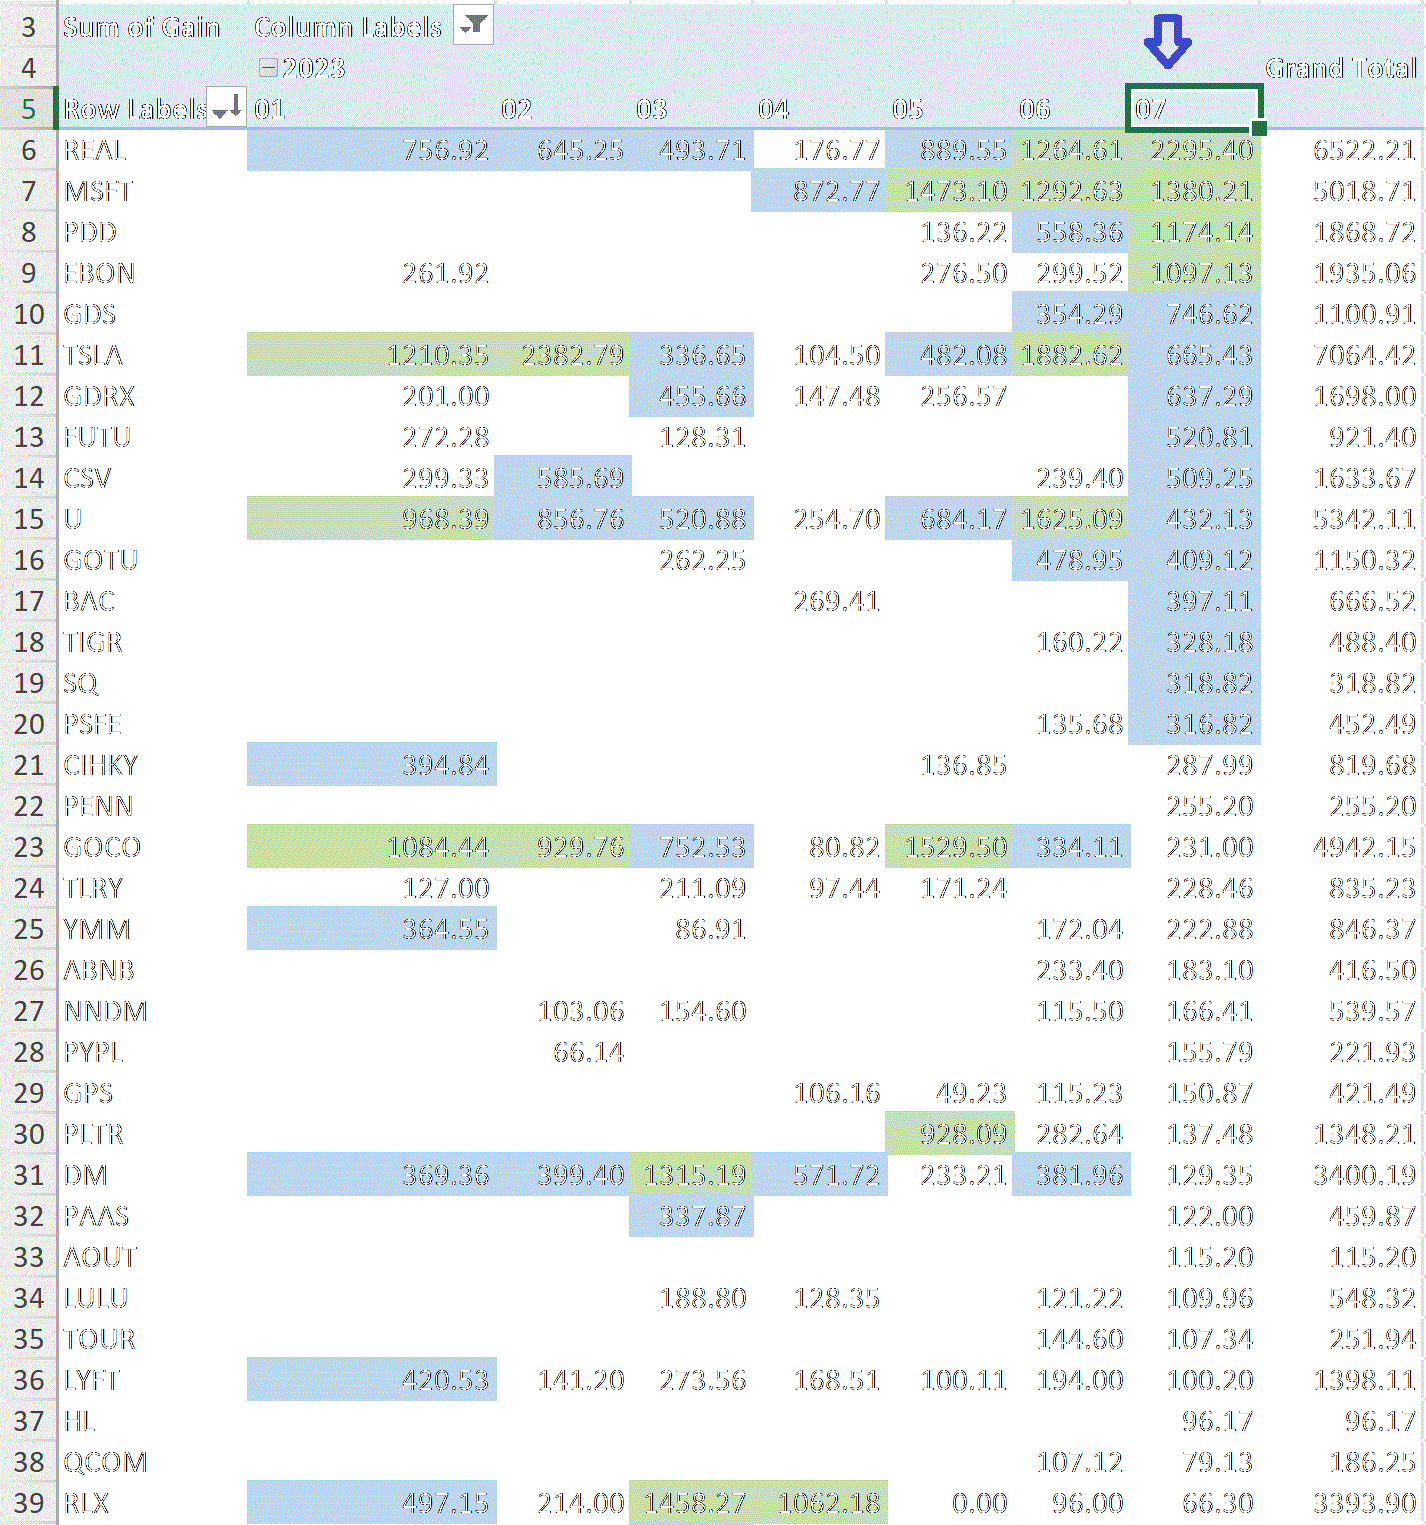 3 Sum of Gain Column Labels
4 2023 Grand Total
5 Row Labels 01 02 03 04 05 06 07
6 REAL 756.92 645.25 493.71 176.77 889.55 1264.61 2295.40 6522.21
7 MSFT 872.77 1473.10 1292.63 1380.21 5018.71
8 PDD 136.22 558.36 1174.14 1868.72
9 EBON 261.92 276.50 299.52 1097.13 1935.06
10 GDS 354.29 746.62 1100.91
11 TSLA 1210.35 2382.79 336.65 104.50 482.08 1882.62 665.43 7064.42
12 GDRX 201.00 455.66 147.48 256.57 637.29 1698.00
13 FUTU 272.28 128.31 520.81 921.40
14 CSV 299.33 585.69 239.40 509.25 1633.67
15 U 968.39 856.76 520.88 254.70 684.17 1625.09 432.13 5342.11
16 GOTU 262.25 478.95 409.12 1150.32
17 BAC 269.41 397.11 666.52
18 TIGR 160.22 328.18 488.40
19 SQ 318.82 318.82
20 PSFE 135.68 316.82 452.49
21 CIHKY 394.84 136.85 287.99 819.68
22 PENN 255.20 255.20
23 GOCO 1084.44 929.76 752.53 80.82 1529.50 334.11 231.00 4942.15
24 TLRY 127.00 211.09 97.44 171.24 228.46 835.23
25 YMM 364.55 86.91 172.04 222.88 846.37
26 ABNB 233.40 183.10 416.50
27 NNDM 103.06 154.60 115.50 166.41 539.57
28 PYPL 66.14 155.79 221.93
29 GPS 106.16 49.23 115.23 150.87 421.49
30 PLTR 928.09 282.64 137.48 1348.21
31 DM 369.36 399.40 1315.19 571.72 233.21 381.96 129.35 3400.19
32 PAAS 337.87 122.00 459.87
33 AOUT 115.20 115.20
34 LULU 188.80 128.35 121.22 109.96 548.32
35 TOUR 144.60 107.34 251.94
36 LYFT 420.53 141.20 273.56 168.51 100.11 194.00 100.20 1398.11
37 HL 96.17 96.17
38 QCOM 107.12 79.13 186.25
39 RLX 497.15 214.00 1458.27 1062.18 0.00 96.00 66.30 3393.90